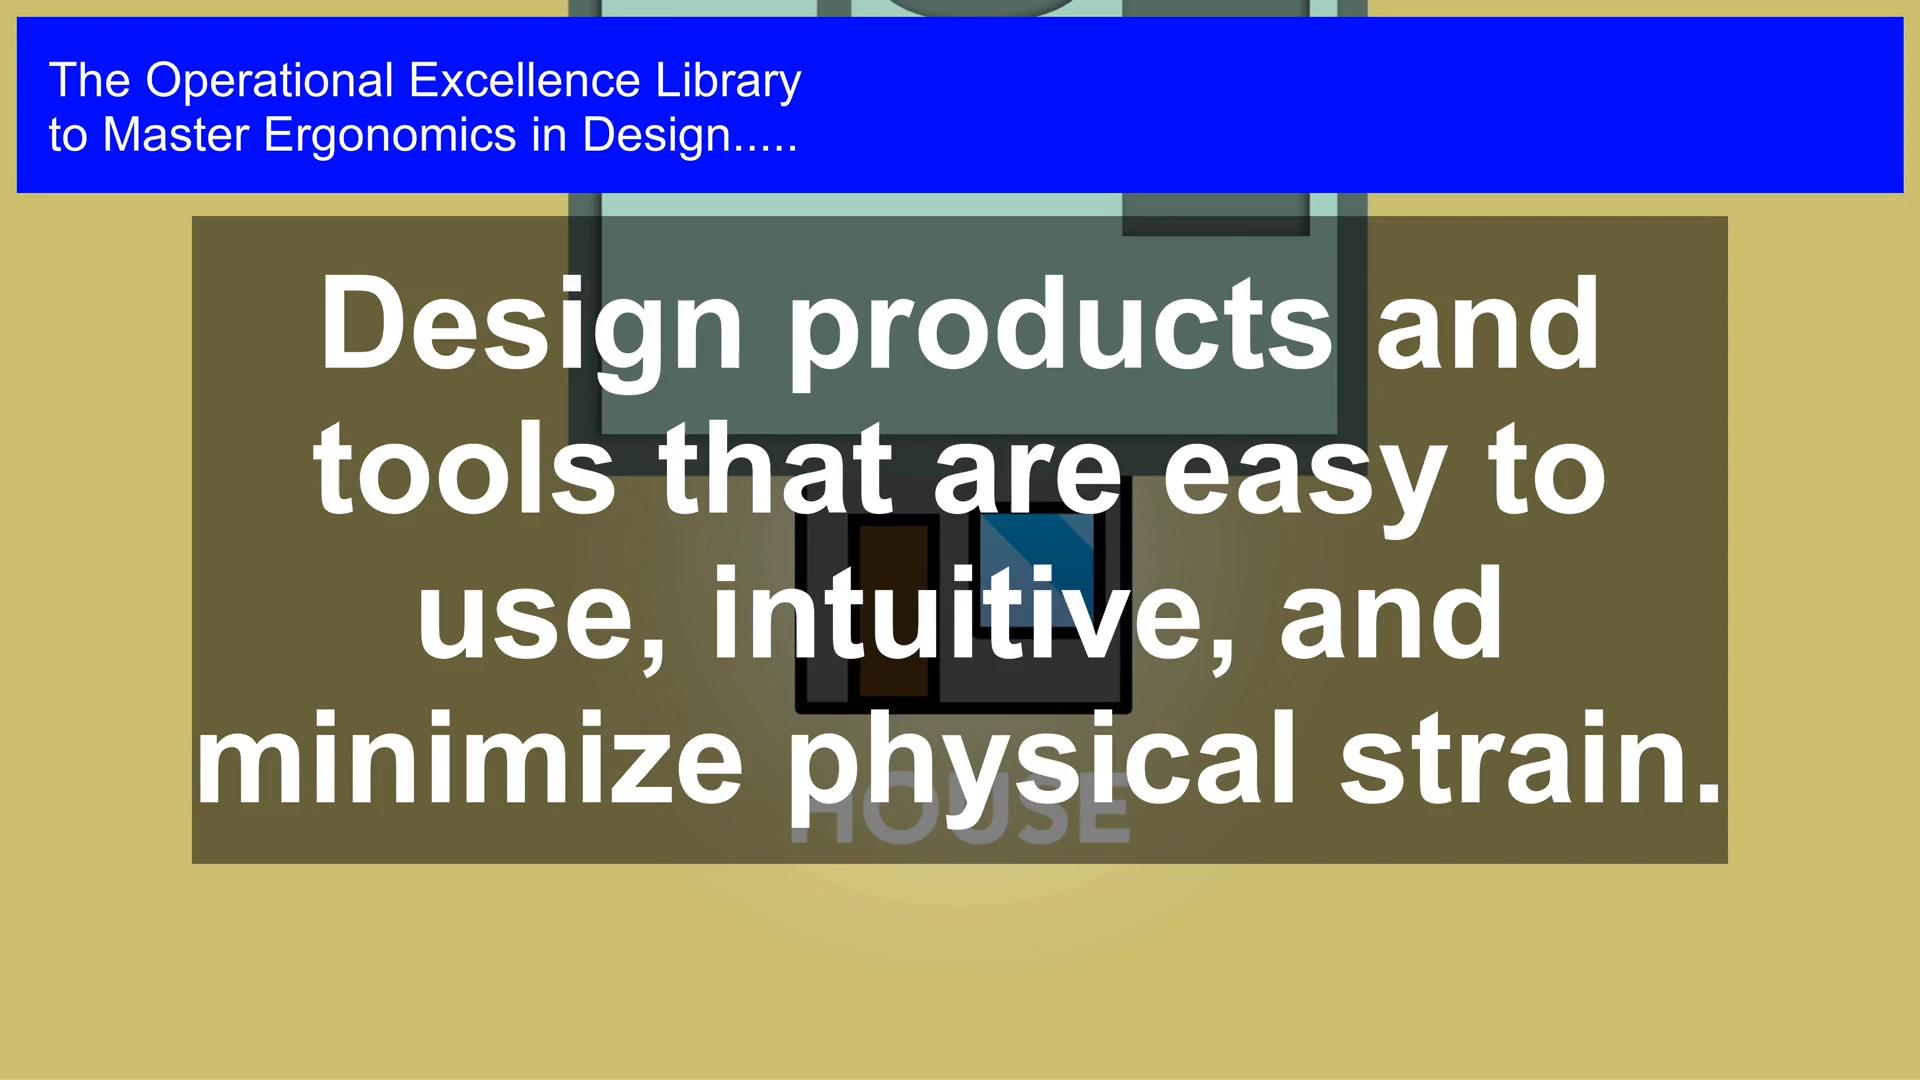 The Operational Excellence Library
to Master Ergonomics in Design.....
Design products and
tools that are easy to
use, intuitive, and
minimize physical strain.
HOUSE